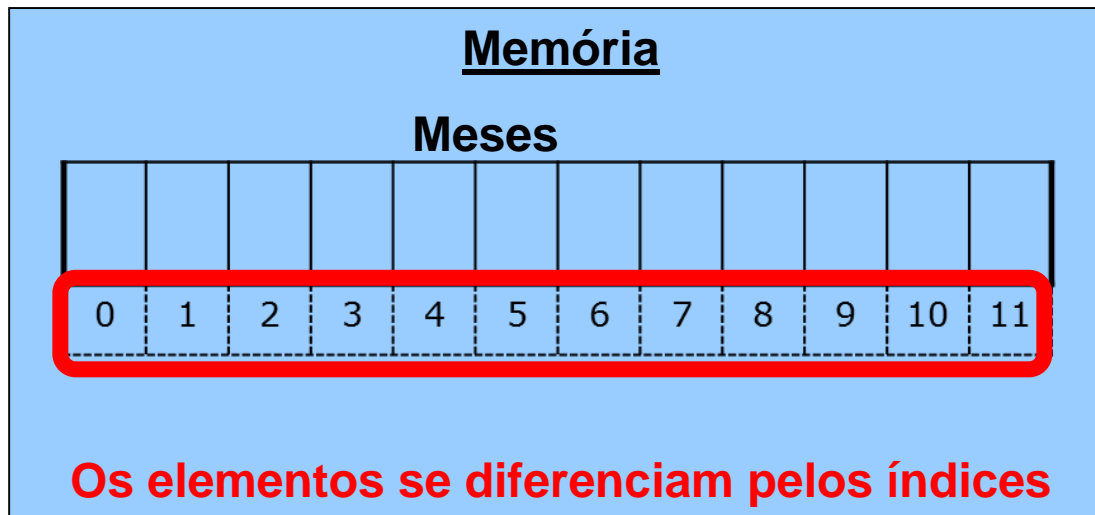 Memória
Meses
0 1 2 3 4 5 6 7 8 9 10 11
Os elementos se diferenciam pelos índices